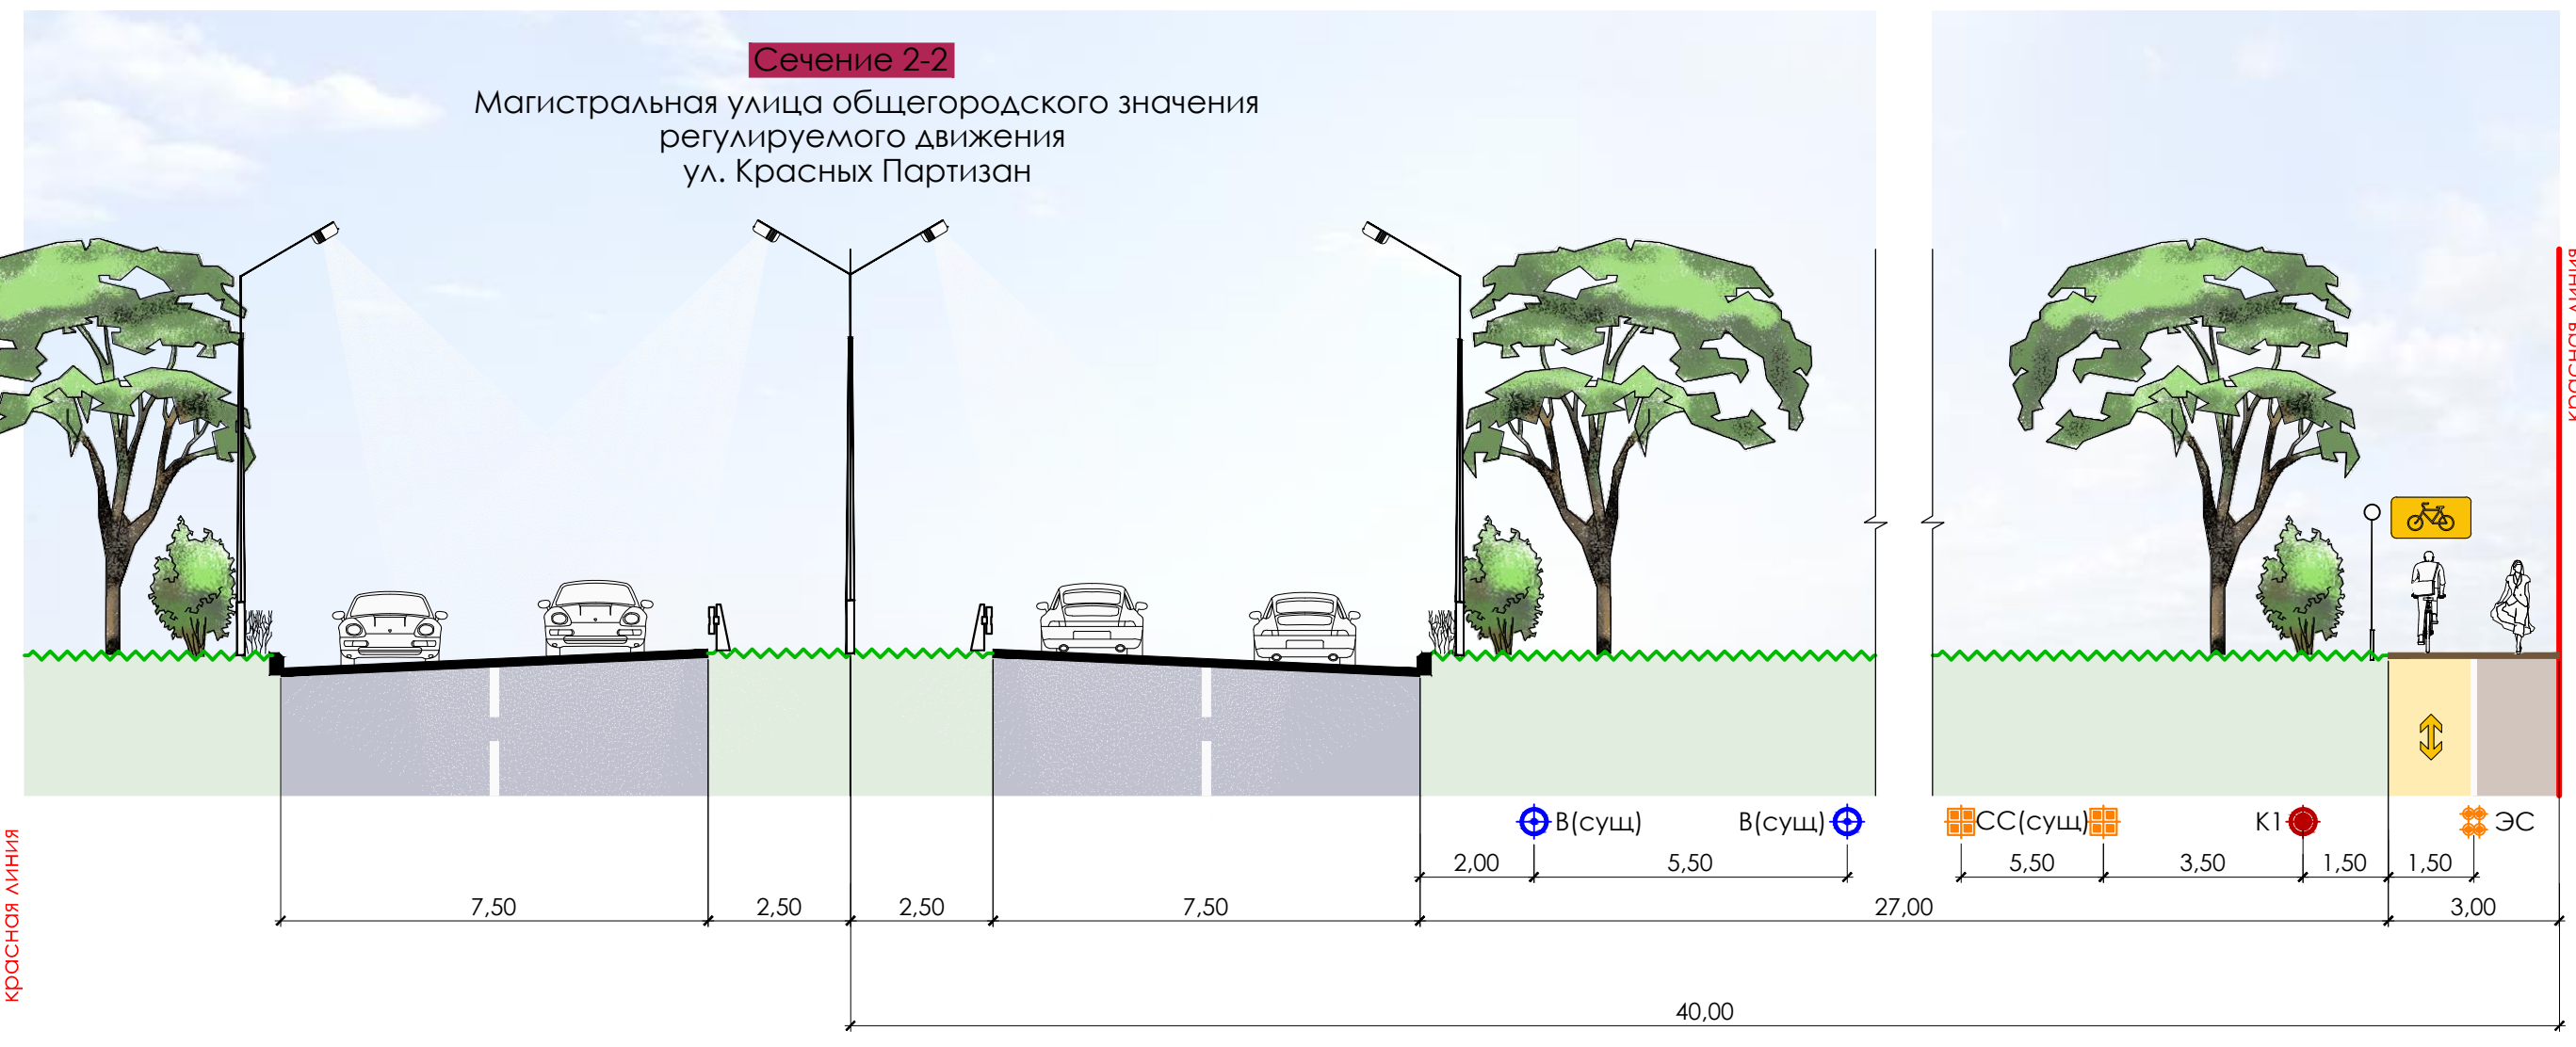 Сечение 2-2
Магистральная улица общегородского значения
регулируемого движения
ул. Красных Партизан
красная линия
В(сущ)
В(сущ)
СС(сущ)
К1
ЭС
2,00
5,50
5,50
3,50
1,50
1,50
7,50
2,50
2,50
7,50
27,00
3,00
красная линия
40,00